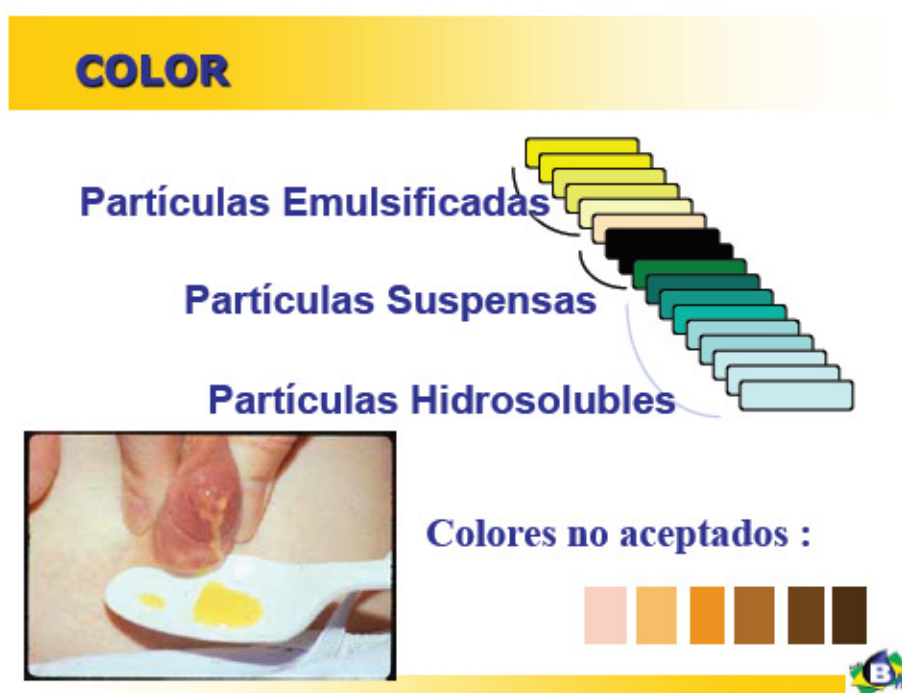 COLOR
Partículas Emulsificadas
Partículas Suspensas
Partículas Hidrosolubles
Colores no aceptados :
B